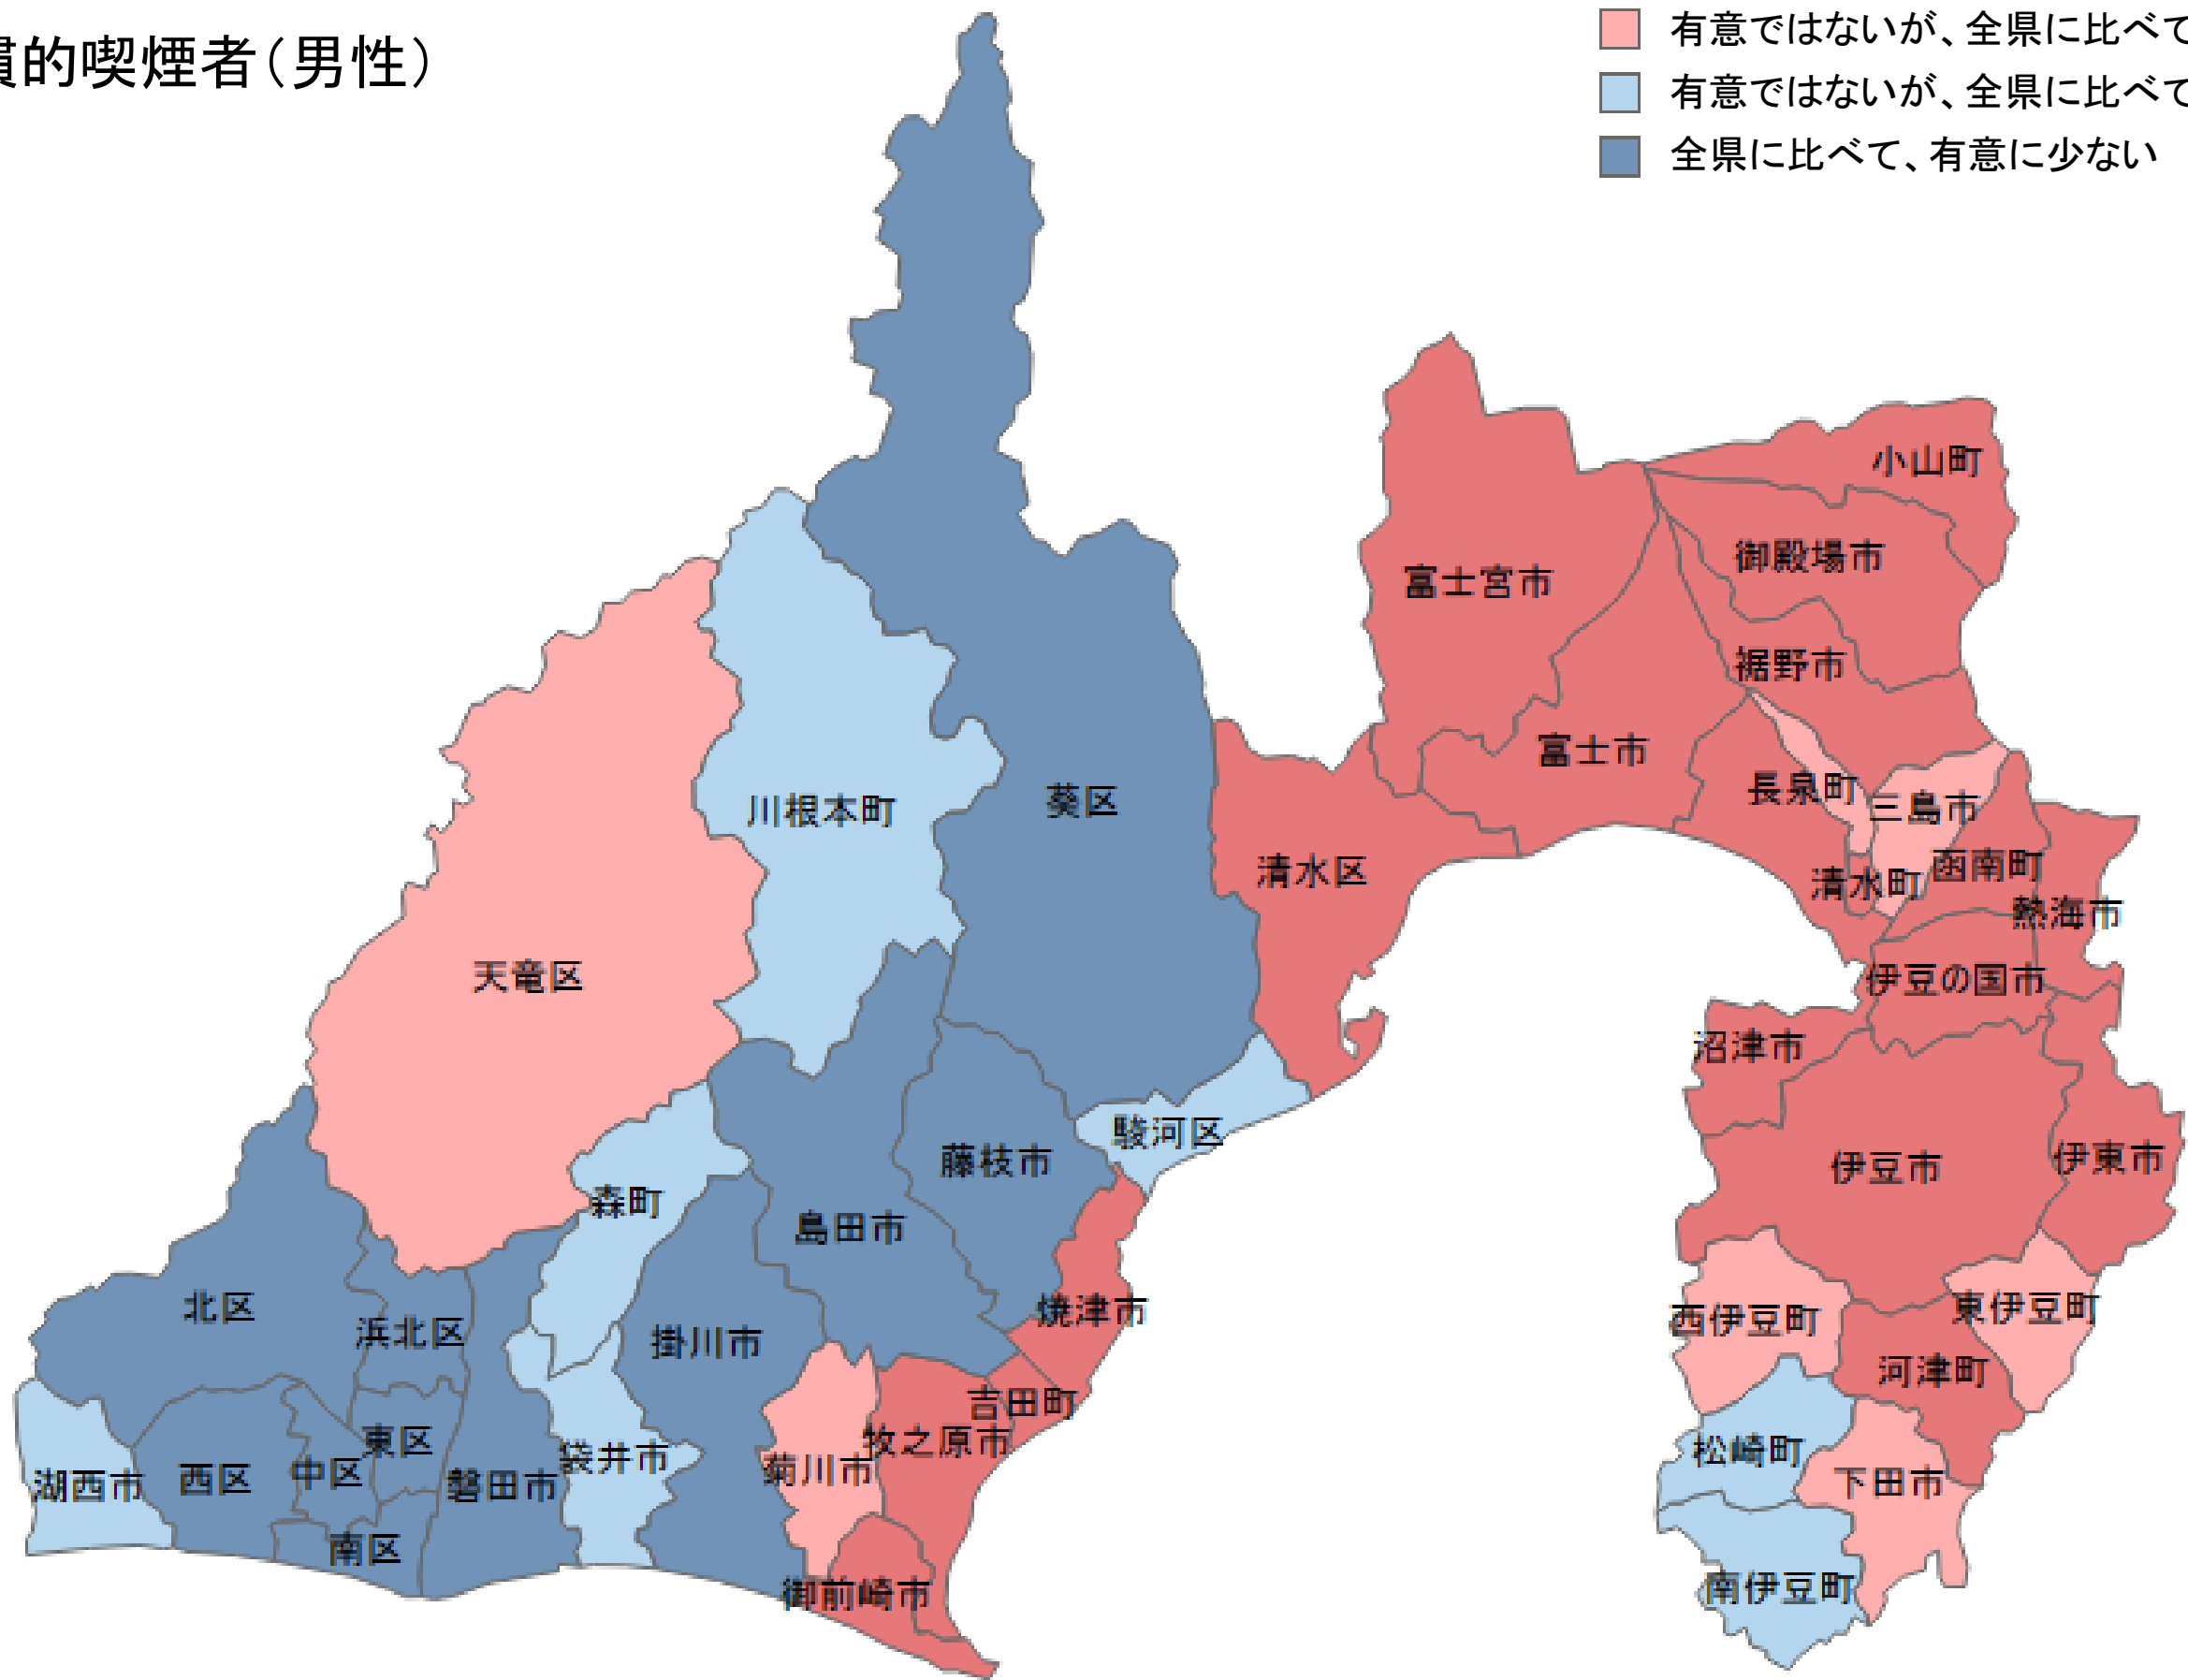 慣的喫煙者（男性）
有意ではないが、全県に比べて
有意ではないが、全県に比べて
全県に比べて、有意に少ない
小山町
御殿場市
富士宮市
裾野市
富士市
長泉町
三島市
川根本町
葵区
函南町
清水区
清水町
熱海市
天竜区
伊豆の国市
沼津市
駿河区
藤枝市
伊豆市
伊東市
森町
島田市
北区
焼津市
西伊豆町
東伊豆町
浜北区
掛川市
河津町
吉田町
東区
牧之原市
松崎町
中区
袋井市
菊川市
西区
湖西市
磐田市
下田市
南区
御前崎市
南伊豆町